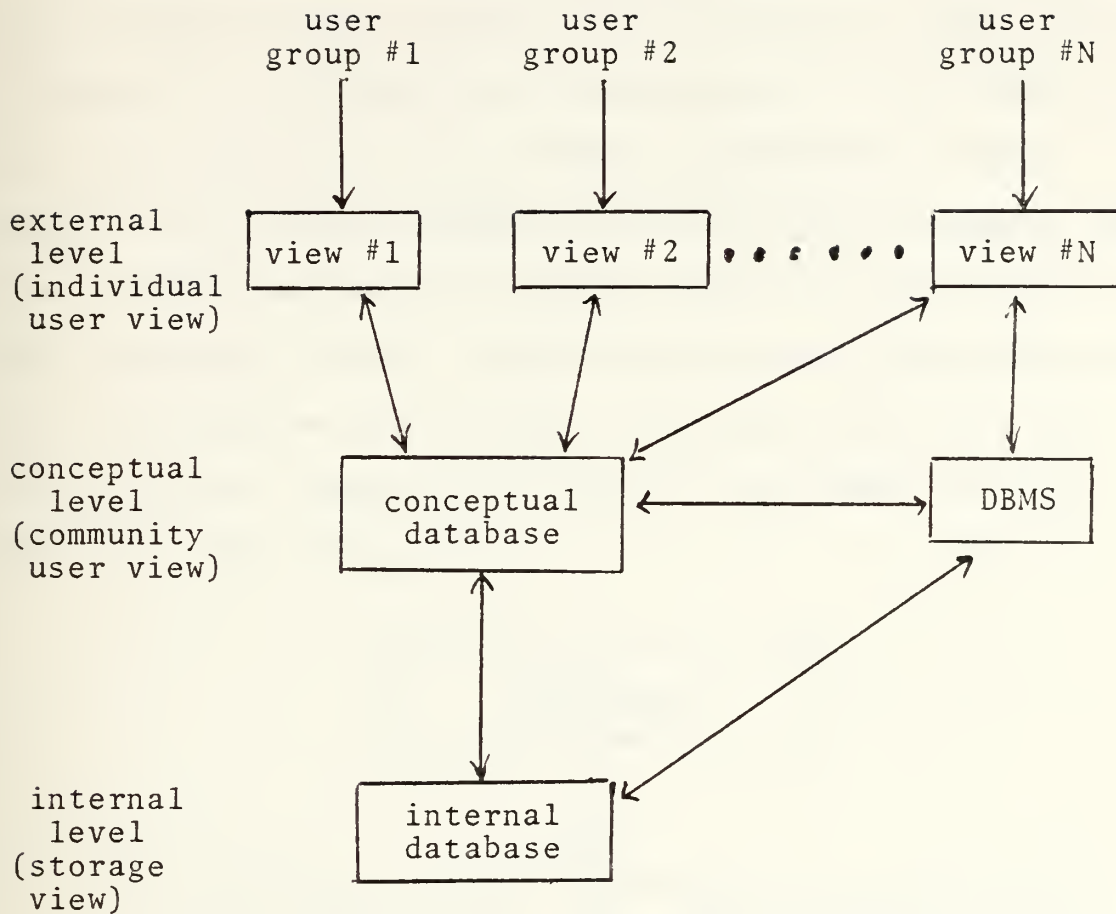 user
group #1
user
group #2
user
group #N
external
level
(individual
user view)
view #1
view #2
view #N
conceptual
level
(community
user view)
conceptual
database
DBMS
internal
level
(storage
view)
internal
database